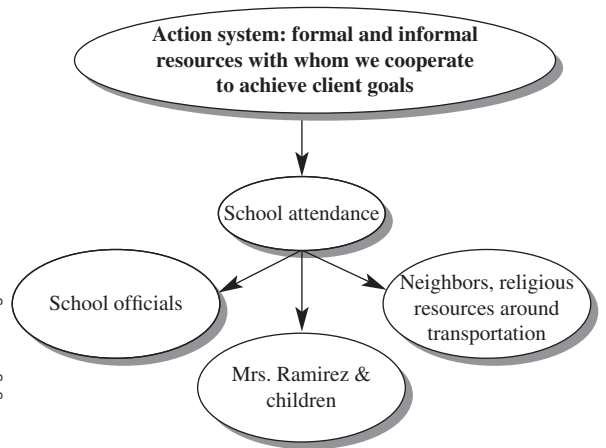 Action system: formal and informal
resources with whom we cooperate
to achieve client goals
School attendance
School officials
Neighbors, religious
resources around
transportation
Mrs. Ramirez &
children